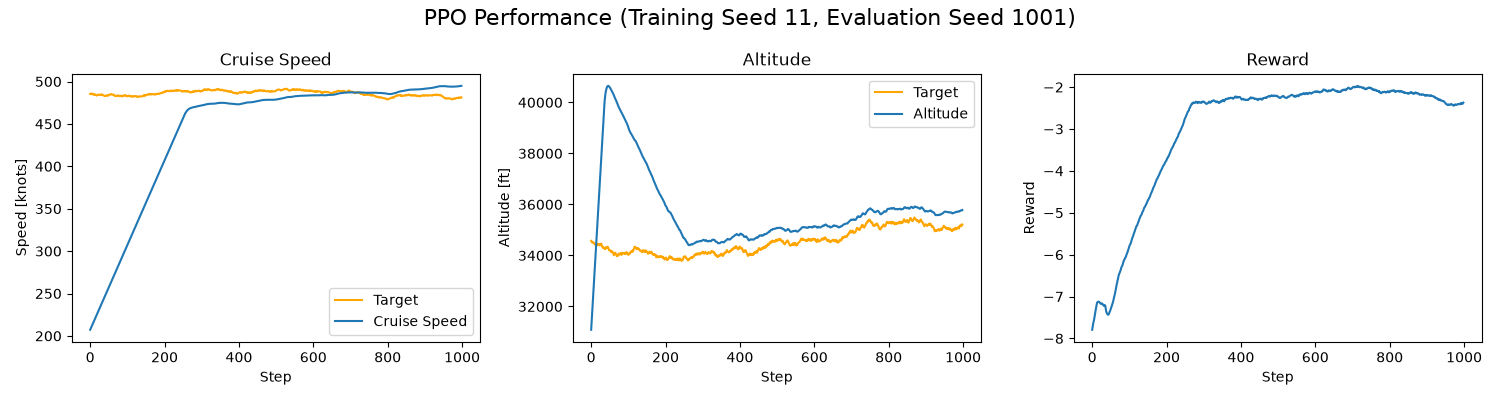 PPO Performance (Training Seed 11, Evaluation Seed 1001)
Cruise Speed
Speed [knots]
500
450
400
350
300
250
200
0 200 400 600 800 1000
Step
Target
Cruise Speed
Altitude
Altitude [ft]
40000
38000
36000
34000
32000
0 200 400 600 800 1000
Step
Target
Altitude
Reward
Reward
−2
−3
−4
−5
−6
−7
−8
0 200 400 600 800 1000
Step